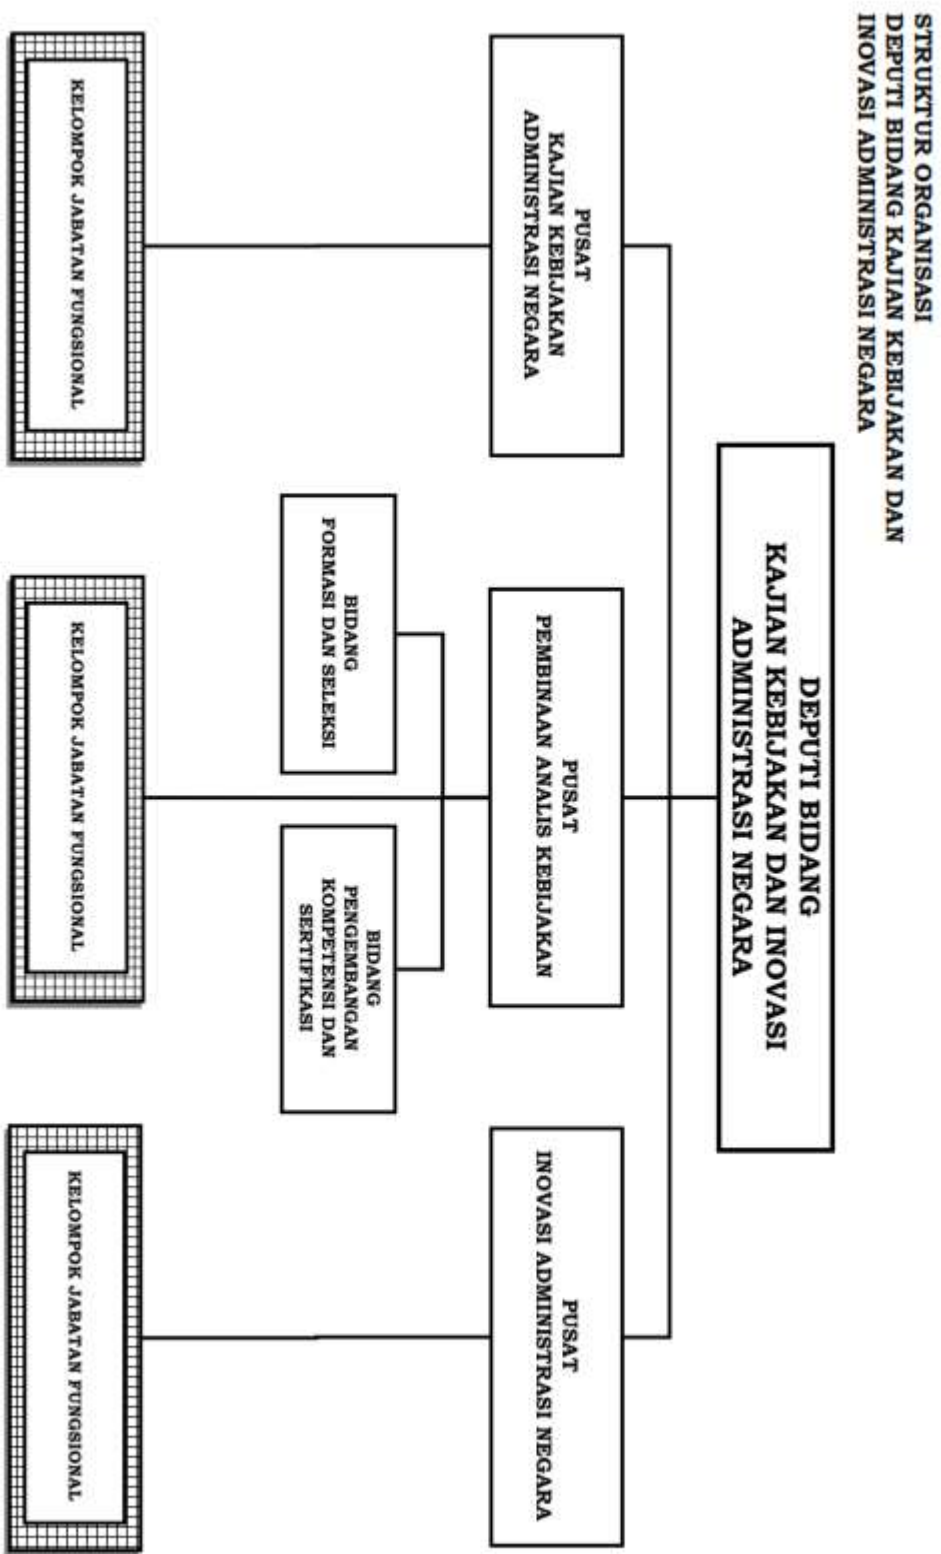 STRUKTUR ORGANISASI
DEPUTI BIDANG KAJIAN KEBIJAKAN DAN
INOVASI ADMINISTRASI NEGARA
DEPUTI BIDANG
KAJIAN KEBIJAKAN DAN INOVASI
ADMINISTRASI NEGARA
PUSAT
KAJIAN KEBIJAKAN
ADMINISTRASI NEGARA
PUSAT
PEMBINAAN ANALIS KEBIJAKAN
PUSAT
INOVASI ADMINISTRASI NEGARA
BIDANG
FORMASI DAN SELEKSI
BIDANG
PENGEMBANGAN
KOMPETENSI DAN
SERTIFIKASI
KELOMPOK JABATAN FUNGSIONAL
KELOMPOK JABATAN FUNGSIONAL
KELOMPOK JABATAN FUNGSIONAL